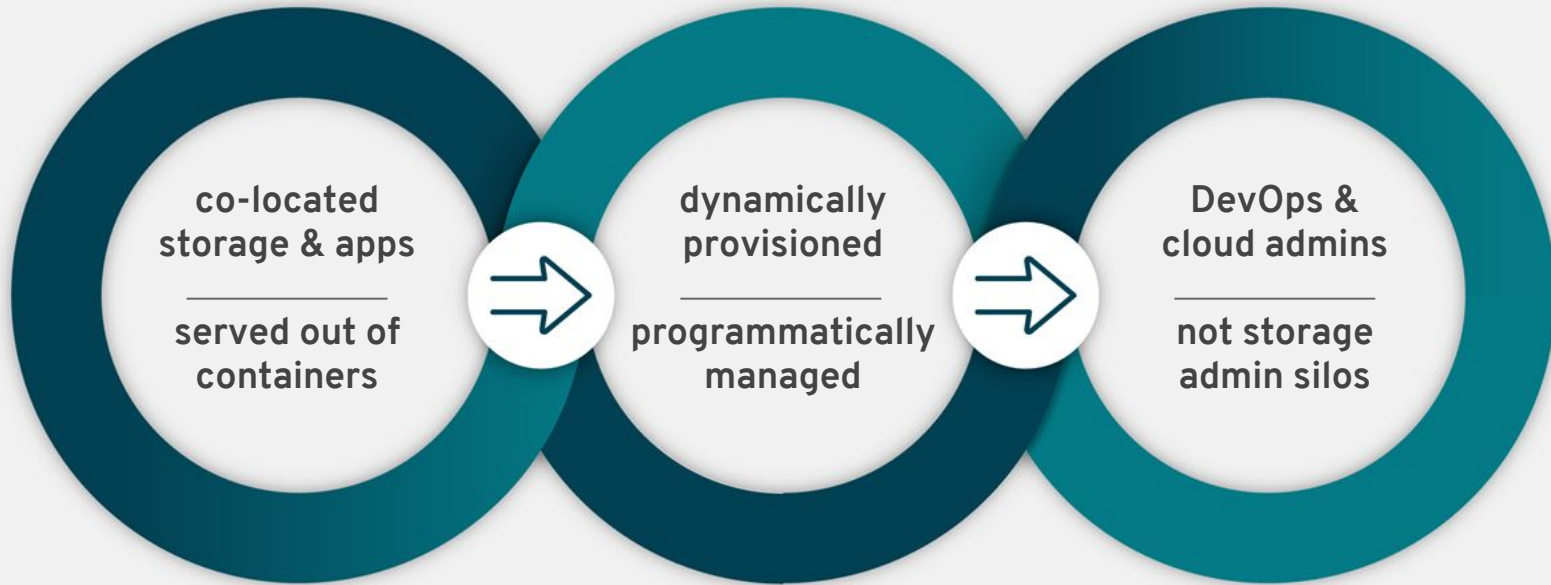 co-located
storage & apps
served out of
containers
dynamically
provisioned
programmatically
managed
DevOps &
cloud admins
not storage
admin silos